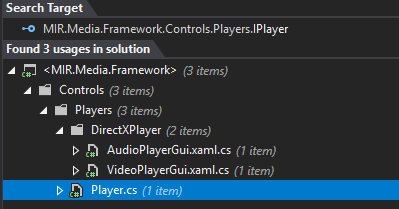 Search Target
MIR.Media.Framework.Controls.Players.IPlayer
Found 3 usages in solution
<MIR.Media.Framework> (3 items)
Controls (3 items)
Players (3 items)
DirectXPlayer (2 items)
C# AudioPlayerGui.xaml.cs (1 item)
C# VideoPlayerGui.xaml.cs (1 item)
C# Player.cs (1 item)